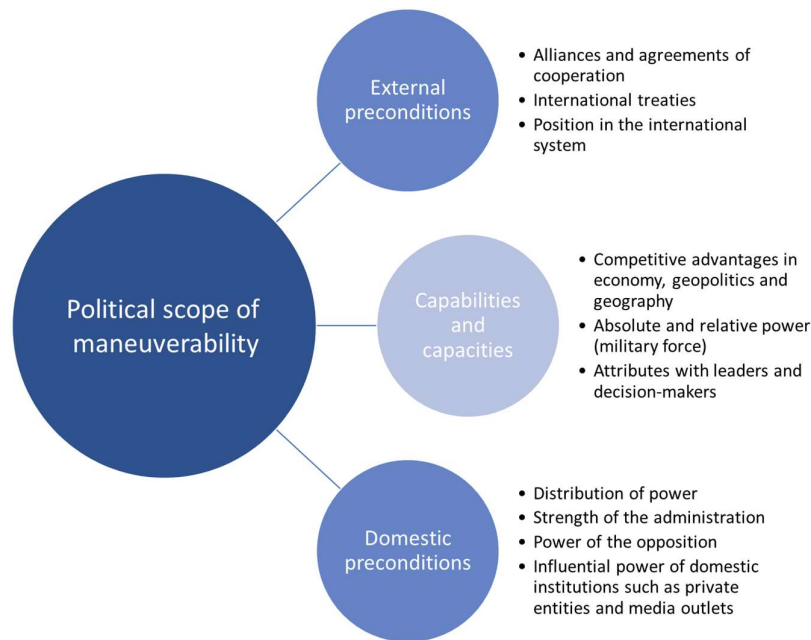 External
preconditions
• Alliances and agreements of
cooperation
• International treaties
• Position in the international
system
Political scope of
maneuverability
Capabilities
and
capacities
• Competitive advantages in
economy, geopolitics and
geography
• Absolute and relative power
(military force)
• Attributes with leaders and
decision-makers
Domestic
preconditions
• Distribution of power
• Strength of the administration
• Power of the opposition
• Influential power of domestic
institutions such as private
entities and media outlets